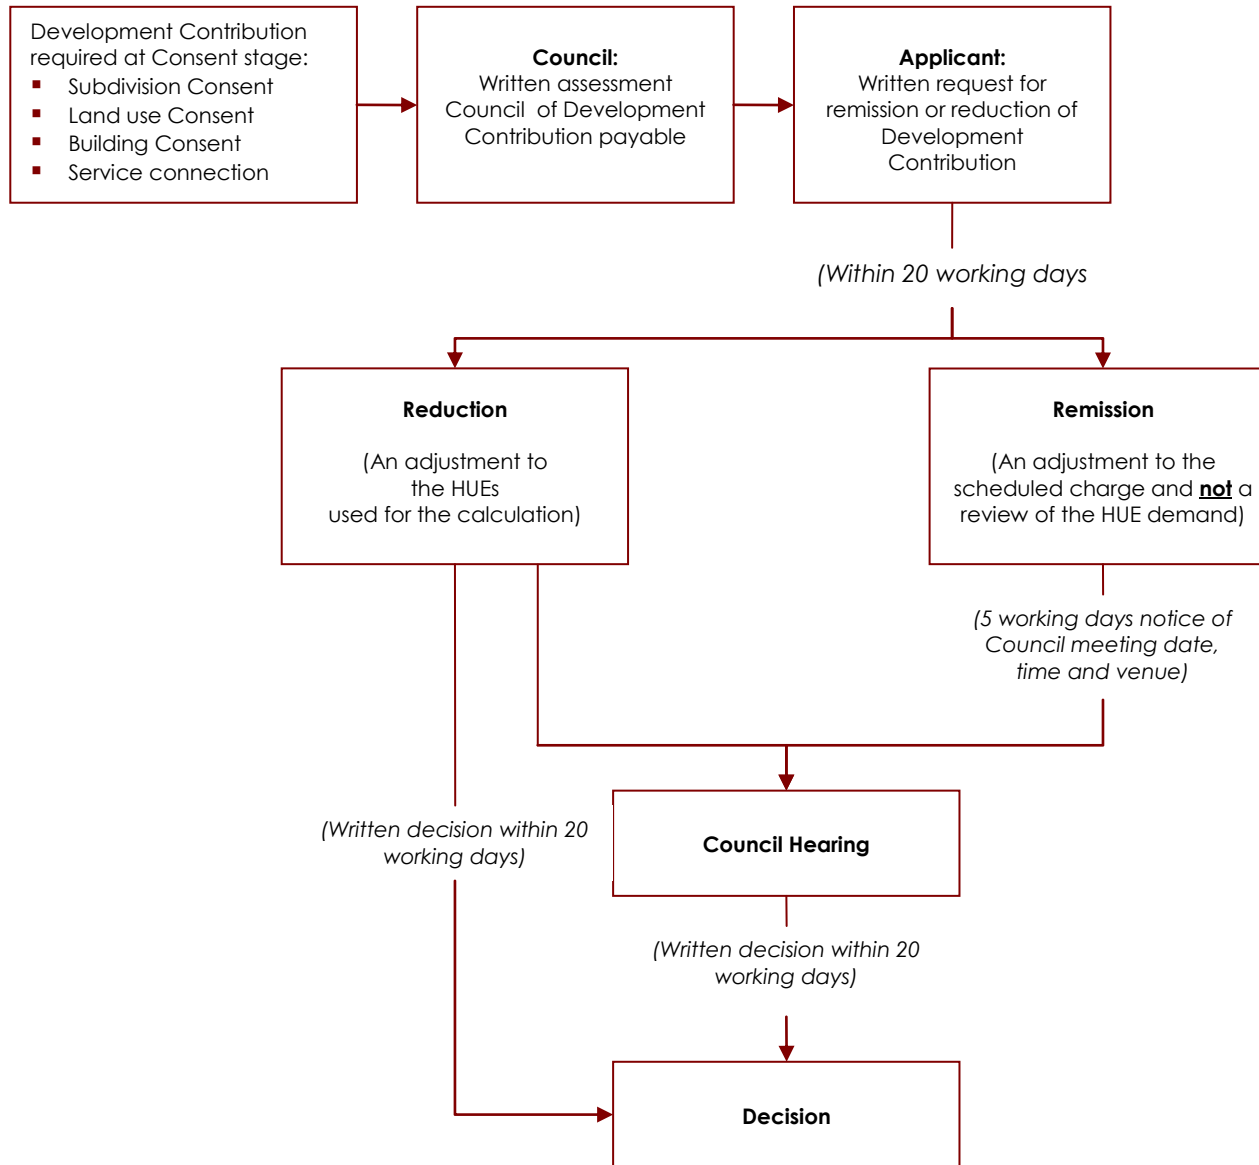 Development Contribution
required at Consent stage:
▪ Subdivision Consent
▪ Land use Consent
▪ Building Consent
▪ Service connection
Council:
Written assessment
Council of Development
Contribution payable
Applicant:
Written request for
remission or reduction of
Development
Contribution
(Within 20 working days
Reduction
(An adjustment to
the HUEs
used for the calculation)
Remission
(An adjustment to the
scheduled charge and not a
review of the HUE demand)
(5 working days notice of
Council meeting date,
time and venue)
(Written decision within 20
working days)
Council Hearing
(Written decision within 20
working days)
Decision